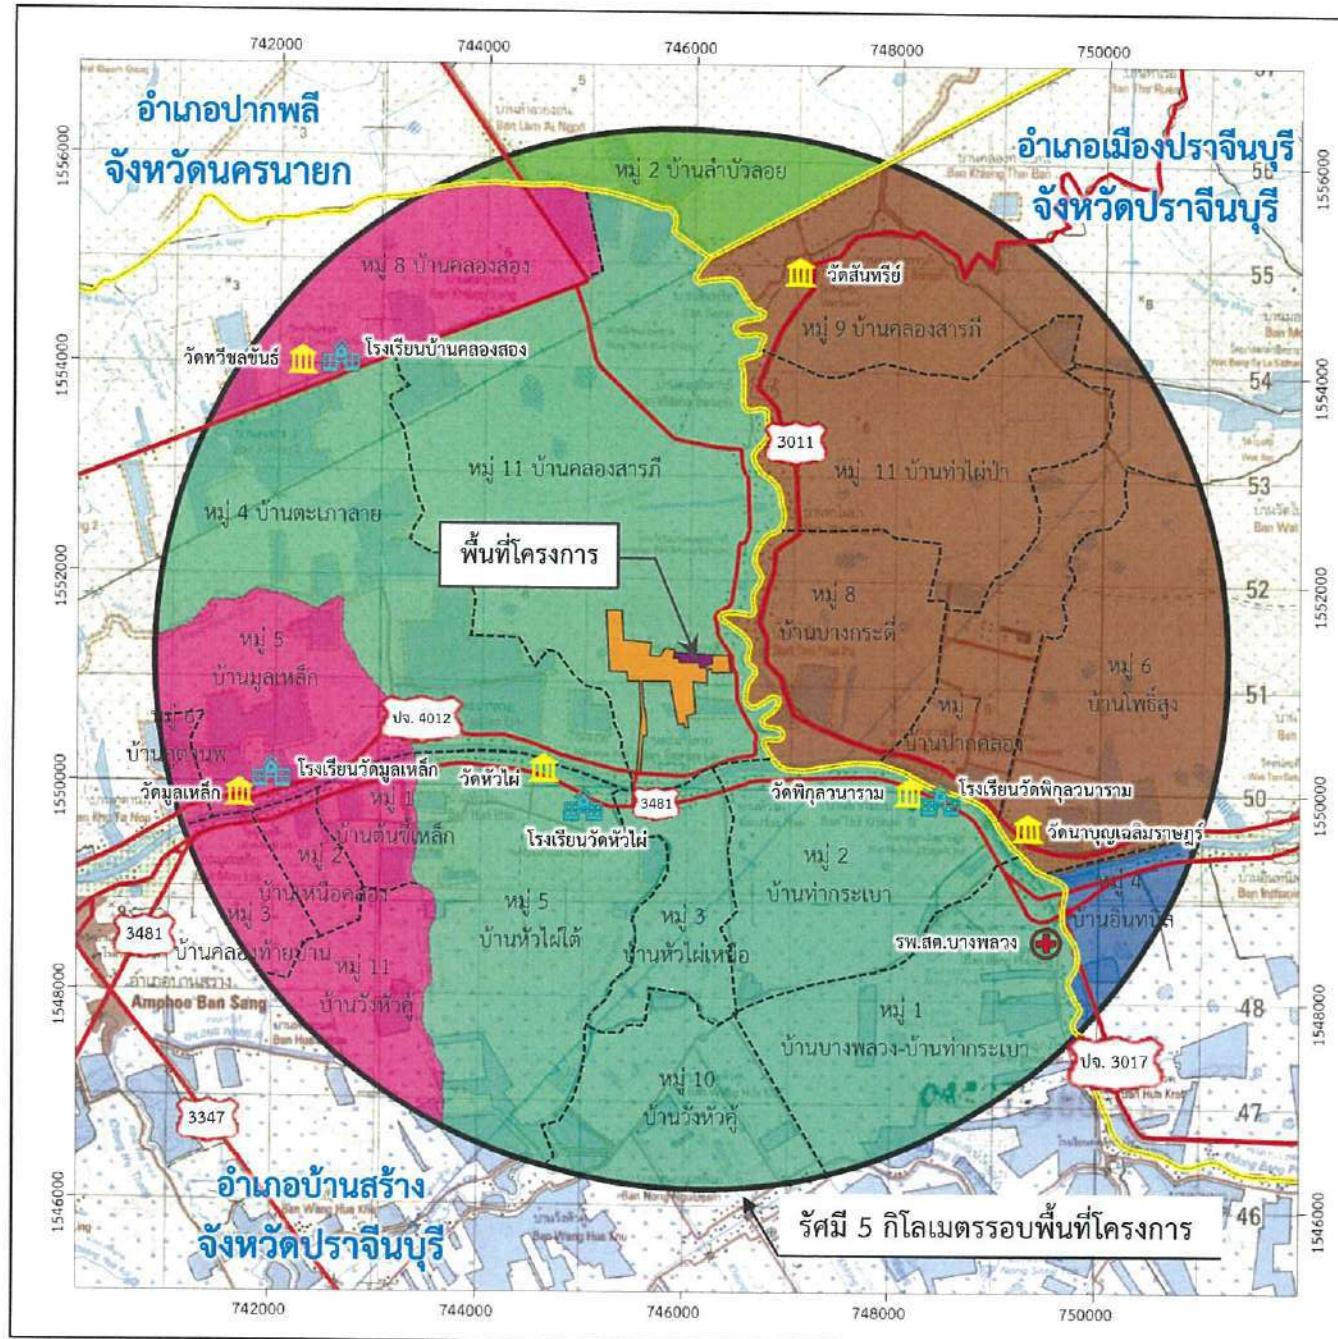 742000
744000
746000
748000
750000
อำเภอปากพลี
จังหวัดนครนายก
อำเภอเมืองปราจีนบุรี
จังหวัดปราจีนบุรี
1556000
1556000
หมู่ 2 บ้านลำบัวลอย
หมู่ 8 บ้านคลองสอง
วัดสันทรีย์
55
หมู่ 9 บ้านคลองสารภี
วัดทวีชลขันธ์
โรงเรียนบ้านคลองสอง
1554000
54
1554000
3011
หมู่ 11 บ้านคลองสารภี
หมู่ 11 บ้านท่าไผ่ป่า
53
หมู่ 4 บ้านตะเภาลาย
พื้นที่โครงการ
1552000
52
1552000
หมู่ 8
บ้านบางกระดี่
หมู่ 5
บ้านมูลเหล็ก
หมู่ 6
บ้านโพธิ์สูง
51
หมู่ 7
บ้านปากคลอง
ปจ. 4012
โรงเรียนวัดมูลเหล็ก
วัดมูลเหล็ก
วัดหัวไผ่
โรงเรียนวัดหัวไผ่
3481
วัดพิกุลวนาราม
โรงเรียนวัดพิกุลวนาราม
วัดนาบุญเฉลิมราษฎร์
1550000
50
1550000
หมู่ 1
บ้านต้นขี้เหล็ก
หมู่ 2
บ้านเหนือคลอง
หมู่ 3
บ้านคลองท้ายบ้าน
หมู่ 11
บ้านวังหัวคู่
หมู่ 5
บ้านหัวไผ่ใต้
หมู่ 3
บ้านหัวไผ่เหนือ
หมู่ 2
บ้านท่ากระเบา
หมู่ 4
บ้านอินทนิล
รพ.สต.บางพลวง
3481
Amphoe Ban Sang
1548000
48
1548000
หมู่ 1
บ้านบางพลวง-บ้านท่ากระเบา
หมู่ 10
บ้านวังหัวคู้
ปจ. 3017
3347
47
อำเภอบ้านสร้าง
จังหวัดปราจีนบุรี
1546000
46
1546000
รัศมี 5 กิโลเมตรรอบพื้นที่โครงการ
742000
744000
746000
748000
750000